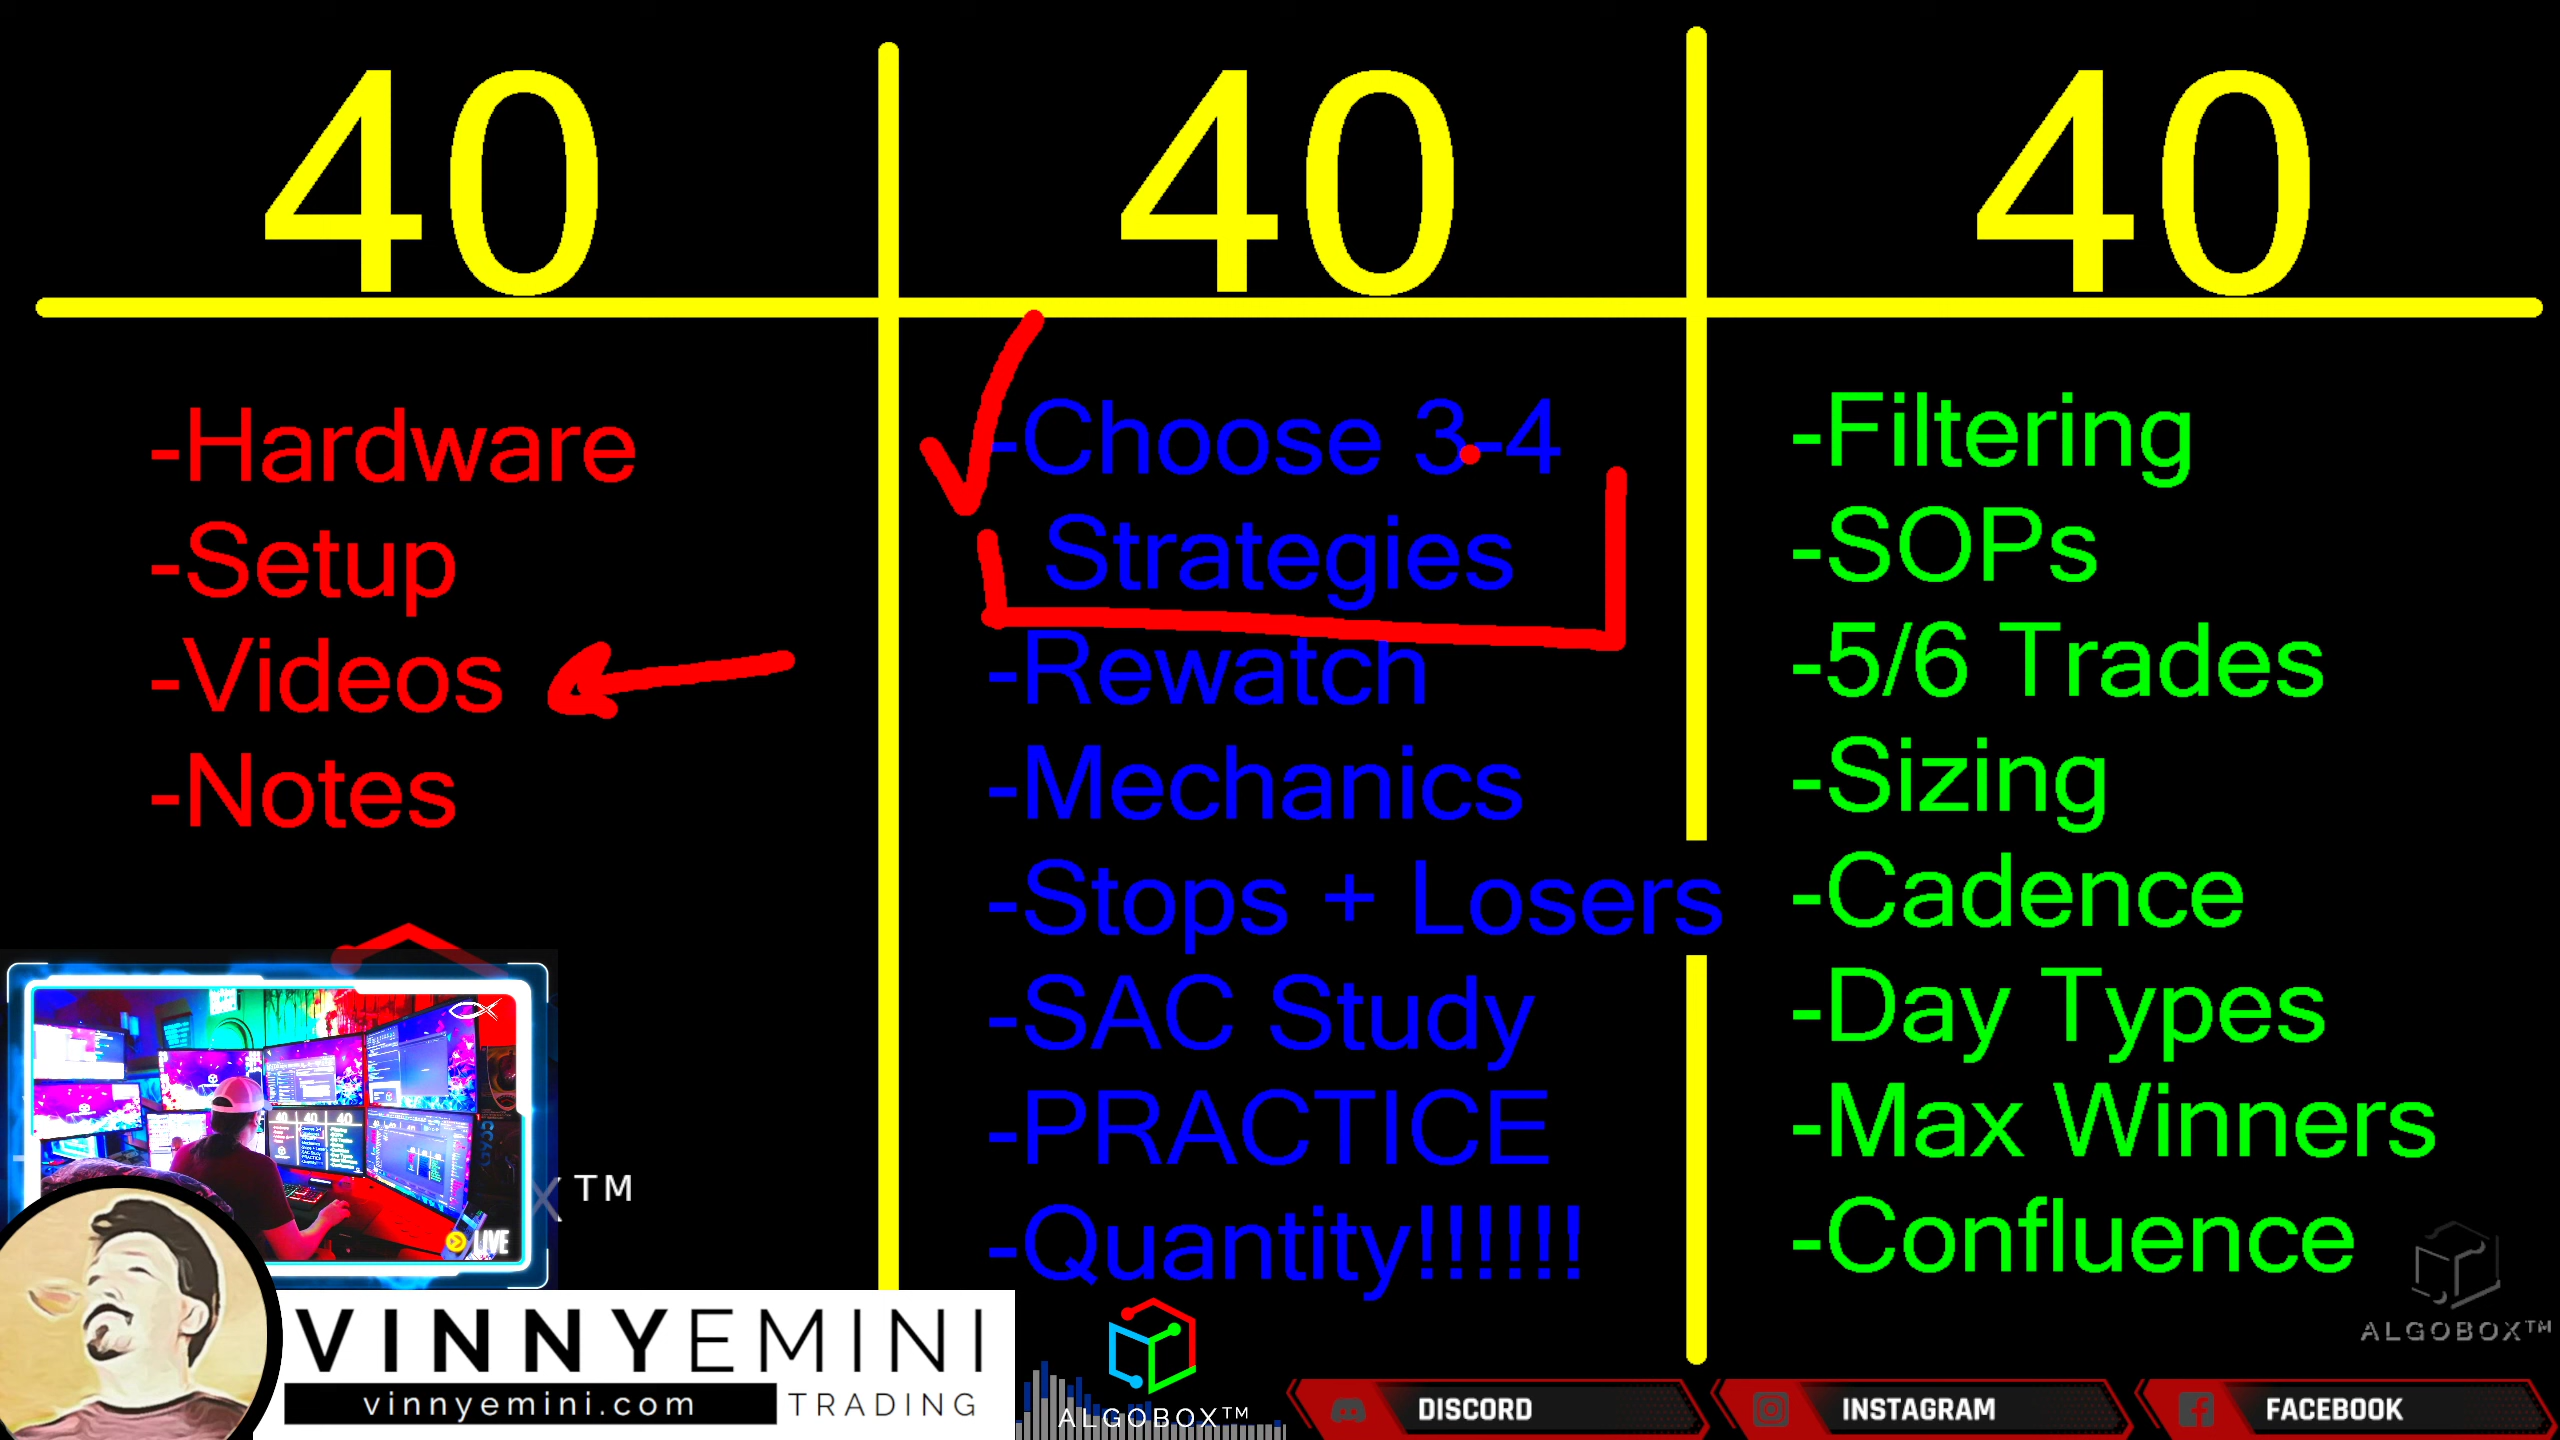 40
40
40
-Hardware
-Setup
-Videos
-Notes
-Choose 3-4
Strategies
-Rewatch
-Mechanics
-Stops + Losers
-SAC Study
-PRACTICE
-Quantity!!!!!!
-Filtering
-SOPs
-5/6 Trades
-Sizing
-Cadence
-Day Types
-Max Winners
-Confluence
X™
LIVE
VINNYEMINI
vinnyemini.com TRADING
ALGOBOX™
ALGOBOX™
DISCORD
INSTAGRAM
FACEBOOK